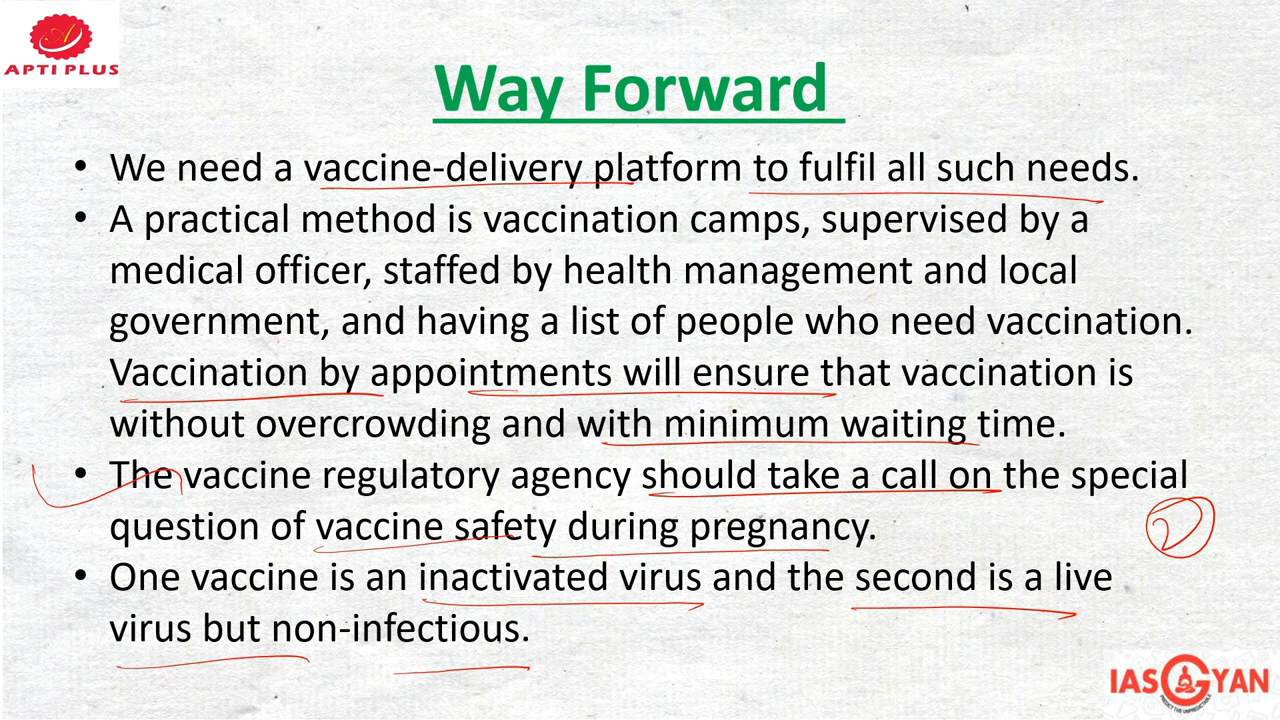 APTI PLUS
Way Forward
• We need a vaccine-delivery platform to fulfil all such needs.
• A practical method is vaccination camps, supervised by a
medical officer, staffed by health management and local
government, and having a list of people who need vaccination.
Vaccination by appointments will ensure that vaccination is
without overcrowding and with minimum waiting time.
• The vaccine regulatory agency should take a call on the special
question of vaccine safety during pregnancy.
• One vaccine is an inactivated virus and the second is a live
virus but non-infectious.
IAS GYAN
PREDICT THE UNPREDICTABLE